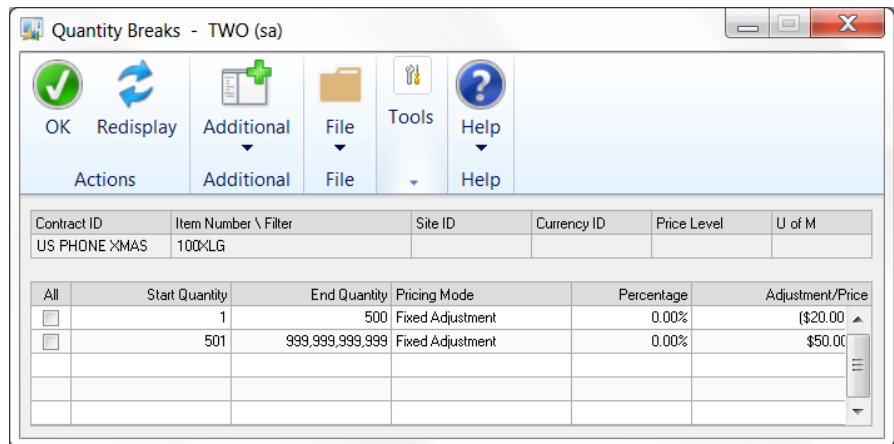 Quantity Breaks - TWO (sa)
OK Redisplay Additional File Tools Help
Actions Additional File Help
Contract ID Item Number \ Filter Site ID Currency ID Price Level U of M
US PHONE XMAS 100XLG
All Start Quantity End Quantity Pricing Mode Percentage Adjustment/Price
1 500 Fixed Adjustment 0.00% ($20.00
501 999,999,999,999 Fixed Adjustment 0.00% $50.00